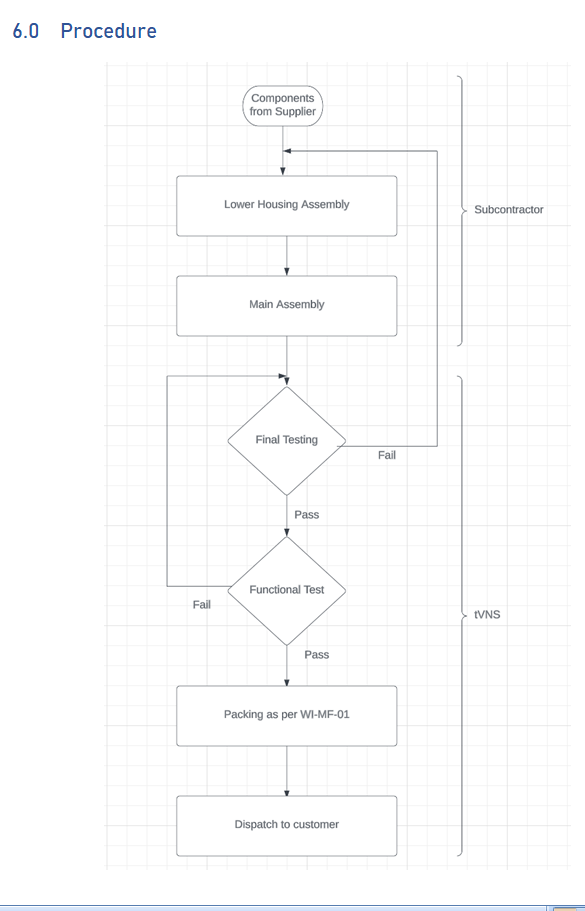 6.0 Procedure
Components
from Supplier
Lower Housing Assembly
Subcontractor
Main Assembly
Final Testing
Fail
Pass
Functional Test
Fail
tVNS
Pass
Packing as per WI-MF-01
Dispatch to customer